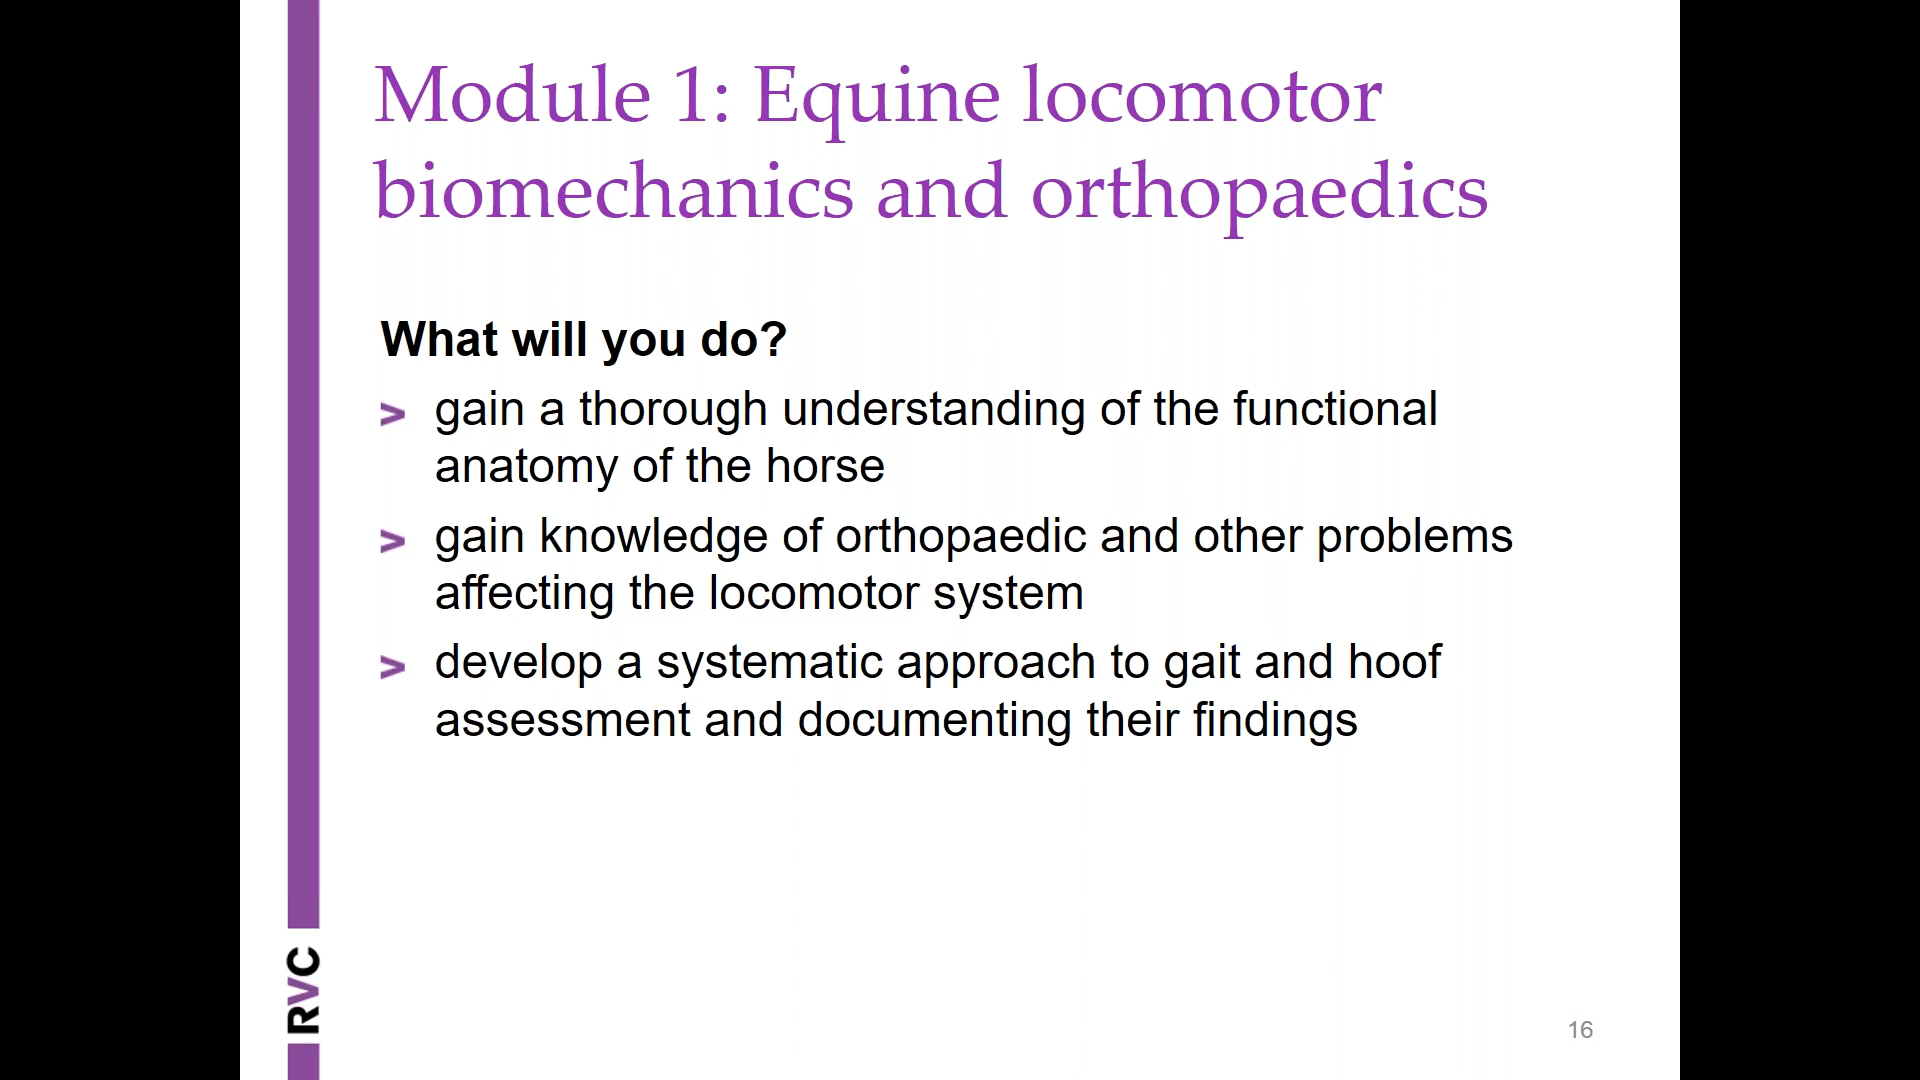 Module 1: Equine locomotor
biomechanics and orthopaedics
What will you do?
> gain a thorough understanding of the functional
anatomy of the horse
> gain knowledge of orthopaedic and other problems
affecting the locomotor system
> develop a systematic approach to gait and hoof
assessment and documenting their findings
RVC
16